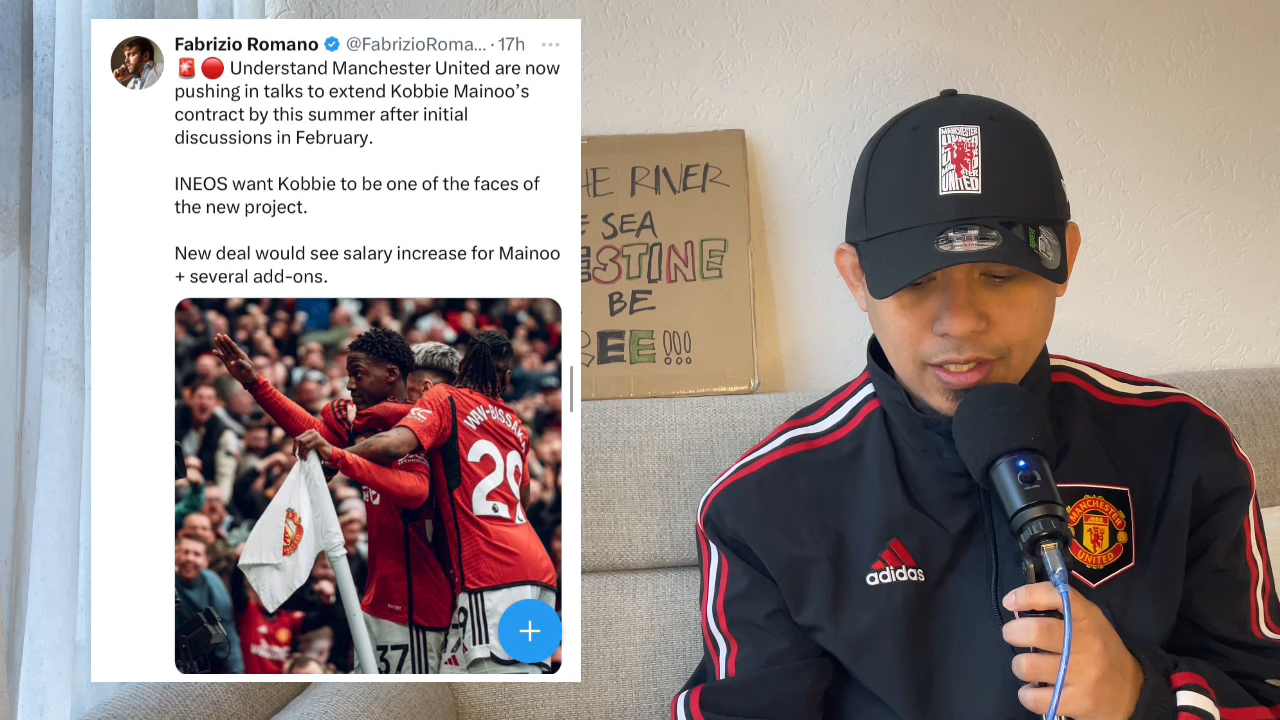 Fabrizio Romano @FabrizioRoma... · 17h
🚨🔴 Understand Manchester United are now
pushing in talks to extend Kobbie Mainoo’s
contract by this summer after initial
discussions in February.
INEOS want Kobbie to be one of the faces of
the new project.
New deal would see salary increase for Mainoo
+ several add-ons.
WAN-BISSAKA
29
37
HE RIVER
E SEA
ESTINE
BE
REE!!!
MANCHESTER
UNITED
UNITED
adidas
MANCHESTER
UNITED